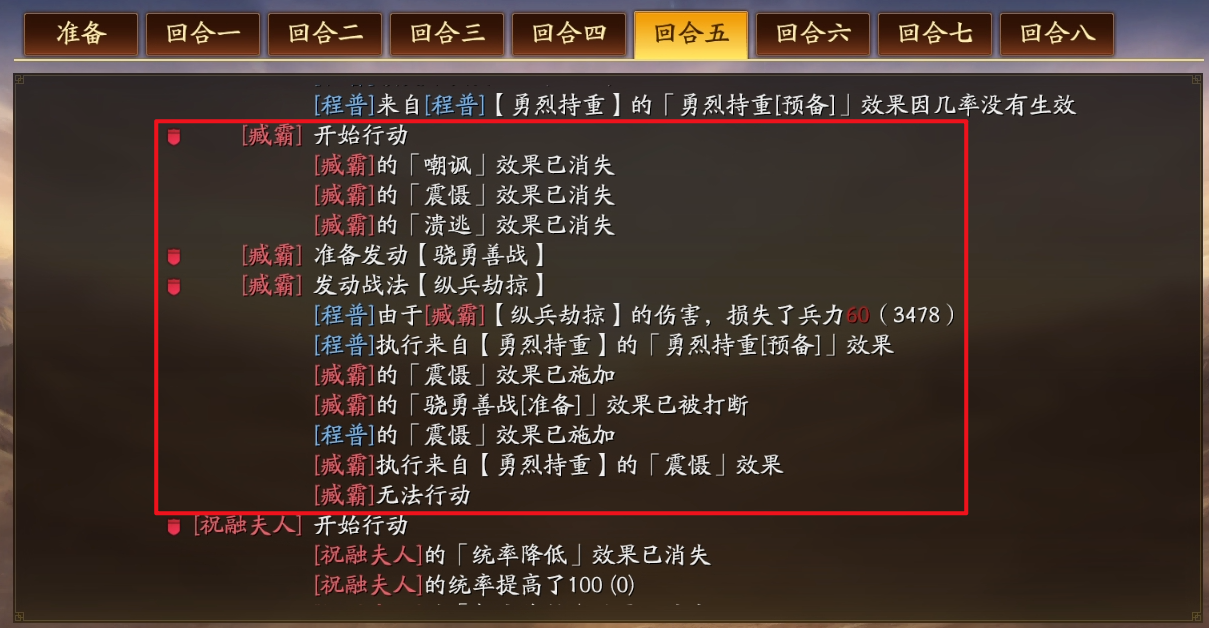 准备 回合一 回合二 回合三 回合四 回合五 回合六 回合七 回合八
[程普]来自[程普]【勇烈持重】的「勇烈持重[预备]」效果因几率没有生效
[臧霸] 开始行动
[臧霸]的「嘲讽」效果已消失
[臧霸]的「震慑」效果已消失
[臧霸]的「溃逃」效果已消失
[臧霸] 准备发动【骁勇善战】
[臧霸] 发动战法【纵兵劫掠】
[程普]由于[臧霸]【纵兵劫掠】的伤害，损失了兵力60（3478）
[程普]执行来自【勇烈持重】的「勇烈持重[预备]」效果
[臧霸]的「震慑」效果已施加
[臧霸]的「骁勇善战[准备]」效果已被打断
[程普]的「震慑」效果已施加
[臧霸]执行来自【勇烈持重】的「震慑」效果
[臧霸]无法行动
[祝融夫人] 开始行动
[祝融夫人]的「统率降低」效果已消失
[祝融夫人]的统率提高了100 (0)